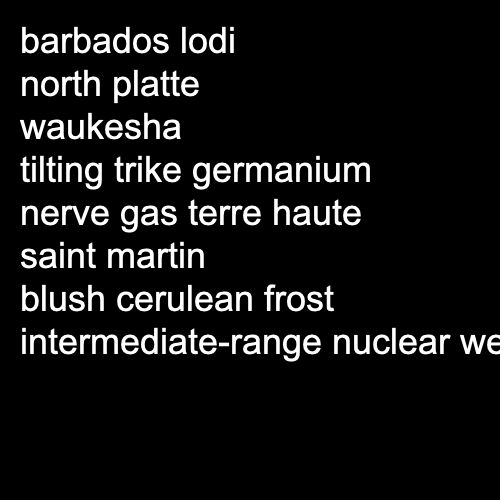 barbados lodi
north platte
waukesha
tilting trike germanium
nerve gas terre haute
saint martin
blush cerulean frost
intermediate-range nuclear we